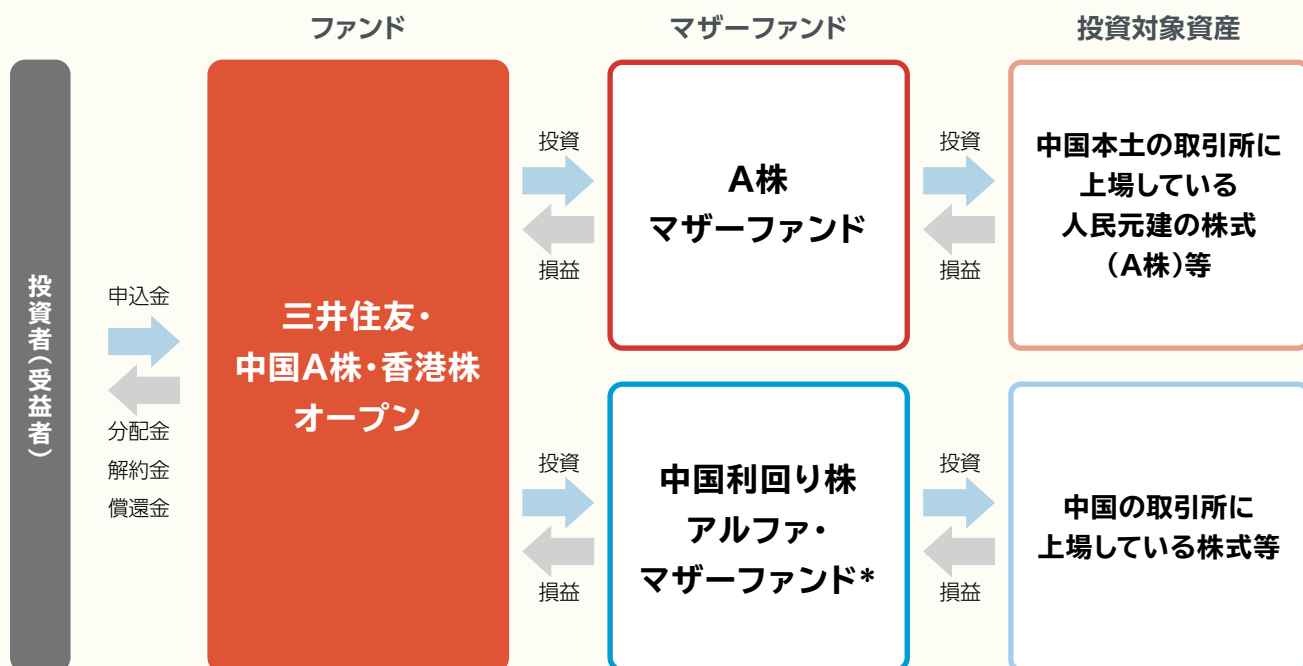 ファンド
マザーファンド
投資対象資産
投資者(受益者)
申込金
分配金
解約金
償還金
三井住友・
中国A株・香港株
オープン
投資
損益
A株
マザーファンド
投資
損益
中国本土の取引所に
上場している
人民元建の株式
(A株)等
投資
損益
中国利回り株
アルファ・
マザーファンド*
投資
損益
中国の取引所に
上場している株式等